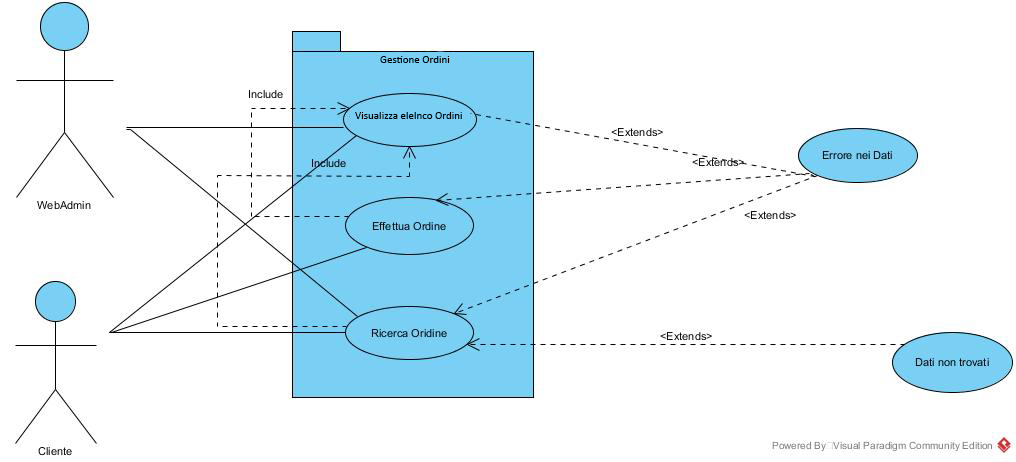 Gestione Ordini
Include
Visualizza elelnco Ordini
<Extends>
Errore nei Dati
Include
<Extends>
WebAdmin
Effettua Ordine
<Extends>
Ricerca Oridine
<Extends>
Dati non trovati
Cliente
Powered By Visual Paradigm Community Edition